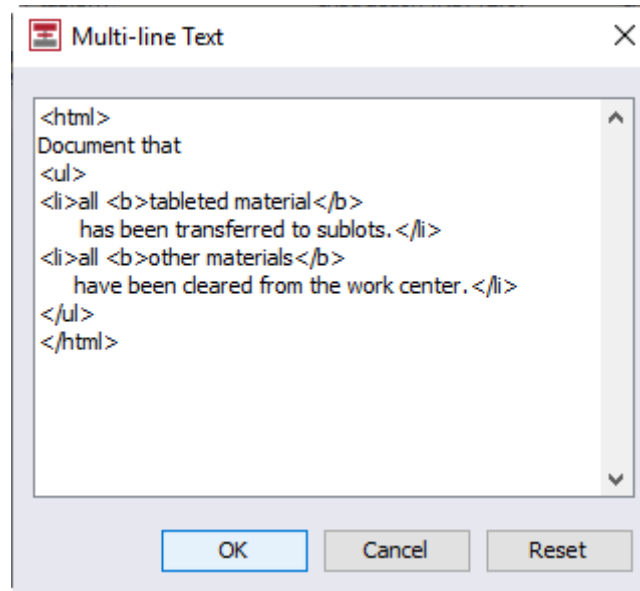 Multi-line Text
<html>
Document that
<ul>
<li>all <b>tableted material</b>
has been transferred to sublots.</li>
<li>all <b>other materials</b>
have been cleared from the work center.</li>
</ul>
</html>
OK Cancel Reset